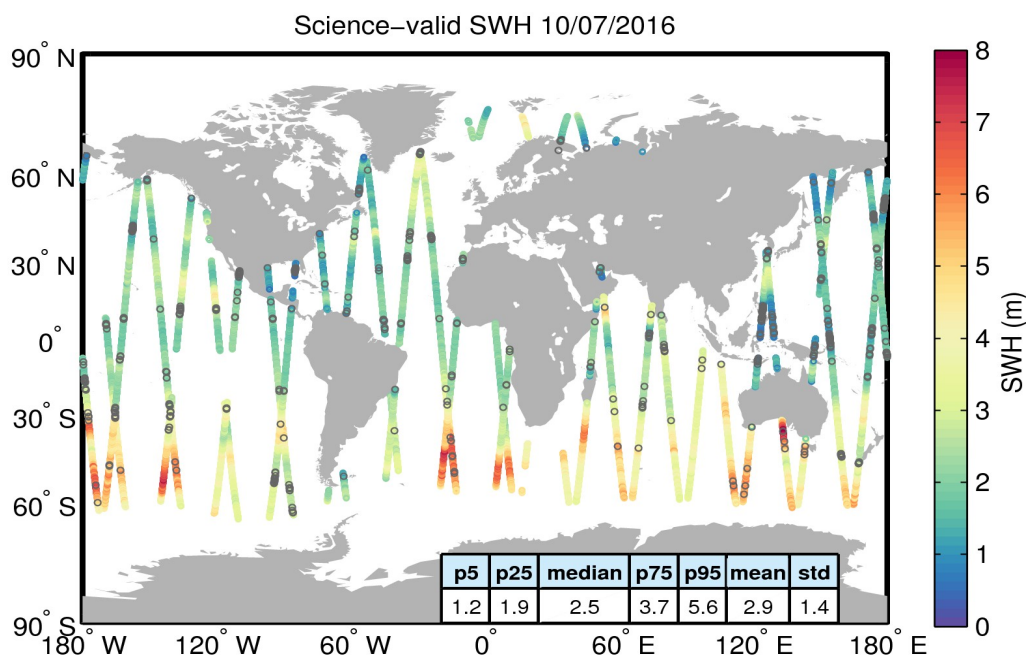 Science−valid SWH 10/07/2016
90° N
60° N
30° N
0°
30° S
60° S
90° S
180° W
120° W
60° W
0°
60° E
120° E
180° E
p5 p25 median p75 p95 mean std
1.2 1.9 2.5 3.7 5.6 2.9 1.4
8
7
6
5
4
3
2
1
0
SWH (m)